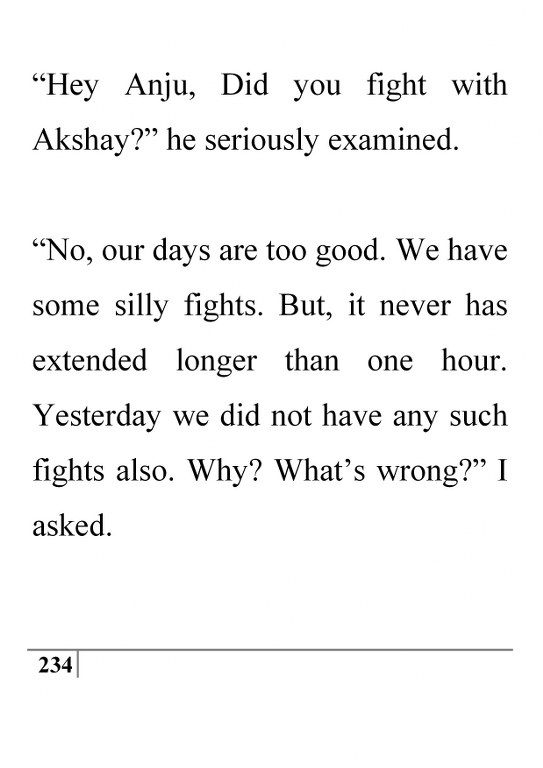 “Hey Anju, Did you fight with
Akshay?” he seriously examined.
“No, our days are too good. We have
some silly fights. But, it never has
extended longer than one hour.
Yesterday we did not have any such
fights also. Why? What’s wrong?” I
asked.
234